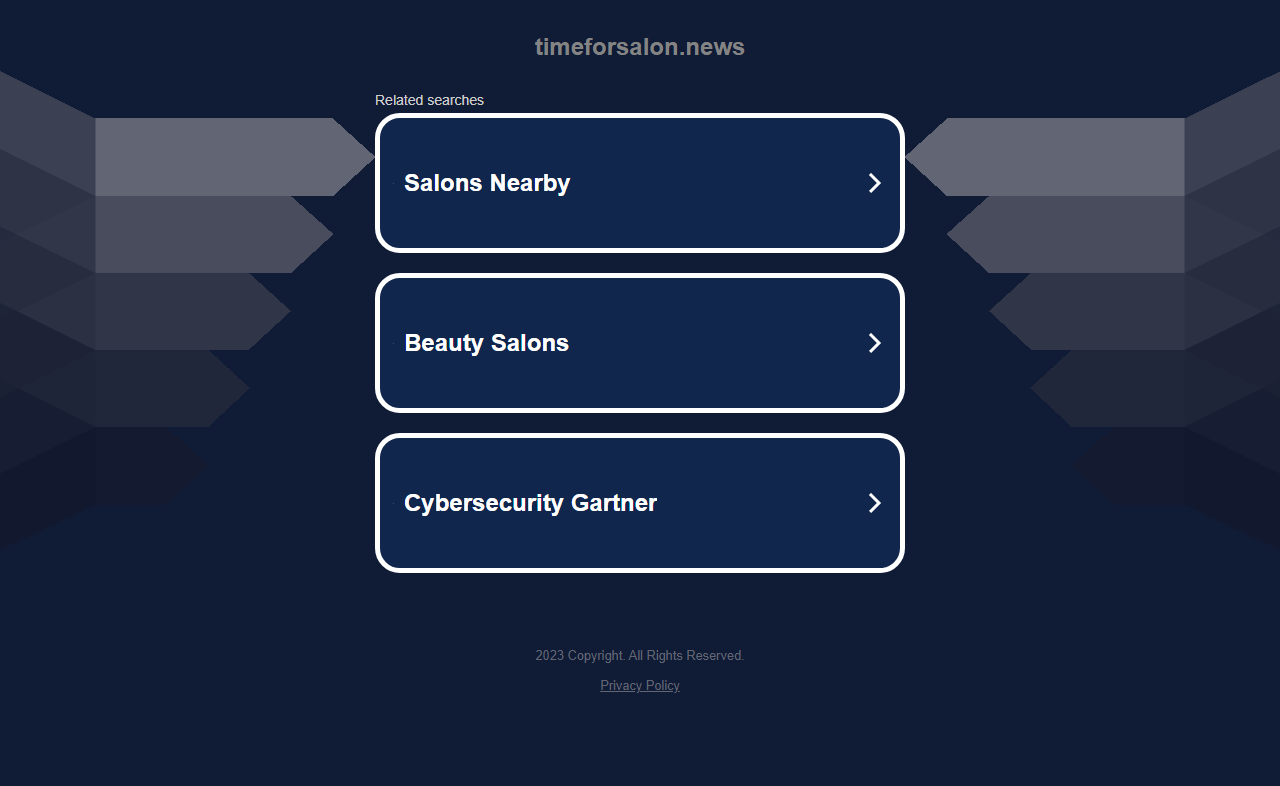 timeforsalon.news
Related searches
Salons Nearby
Beauty Salons
Cybersecurity Gartner
2023 Copyright. All Rights Reserved.
Privacy Policy